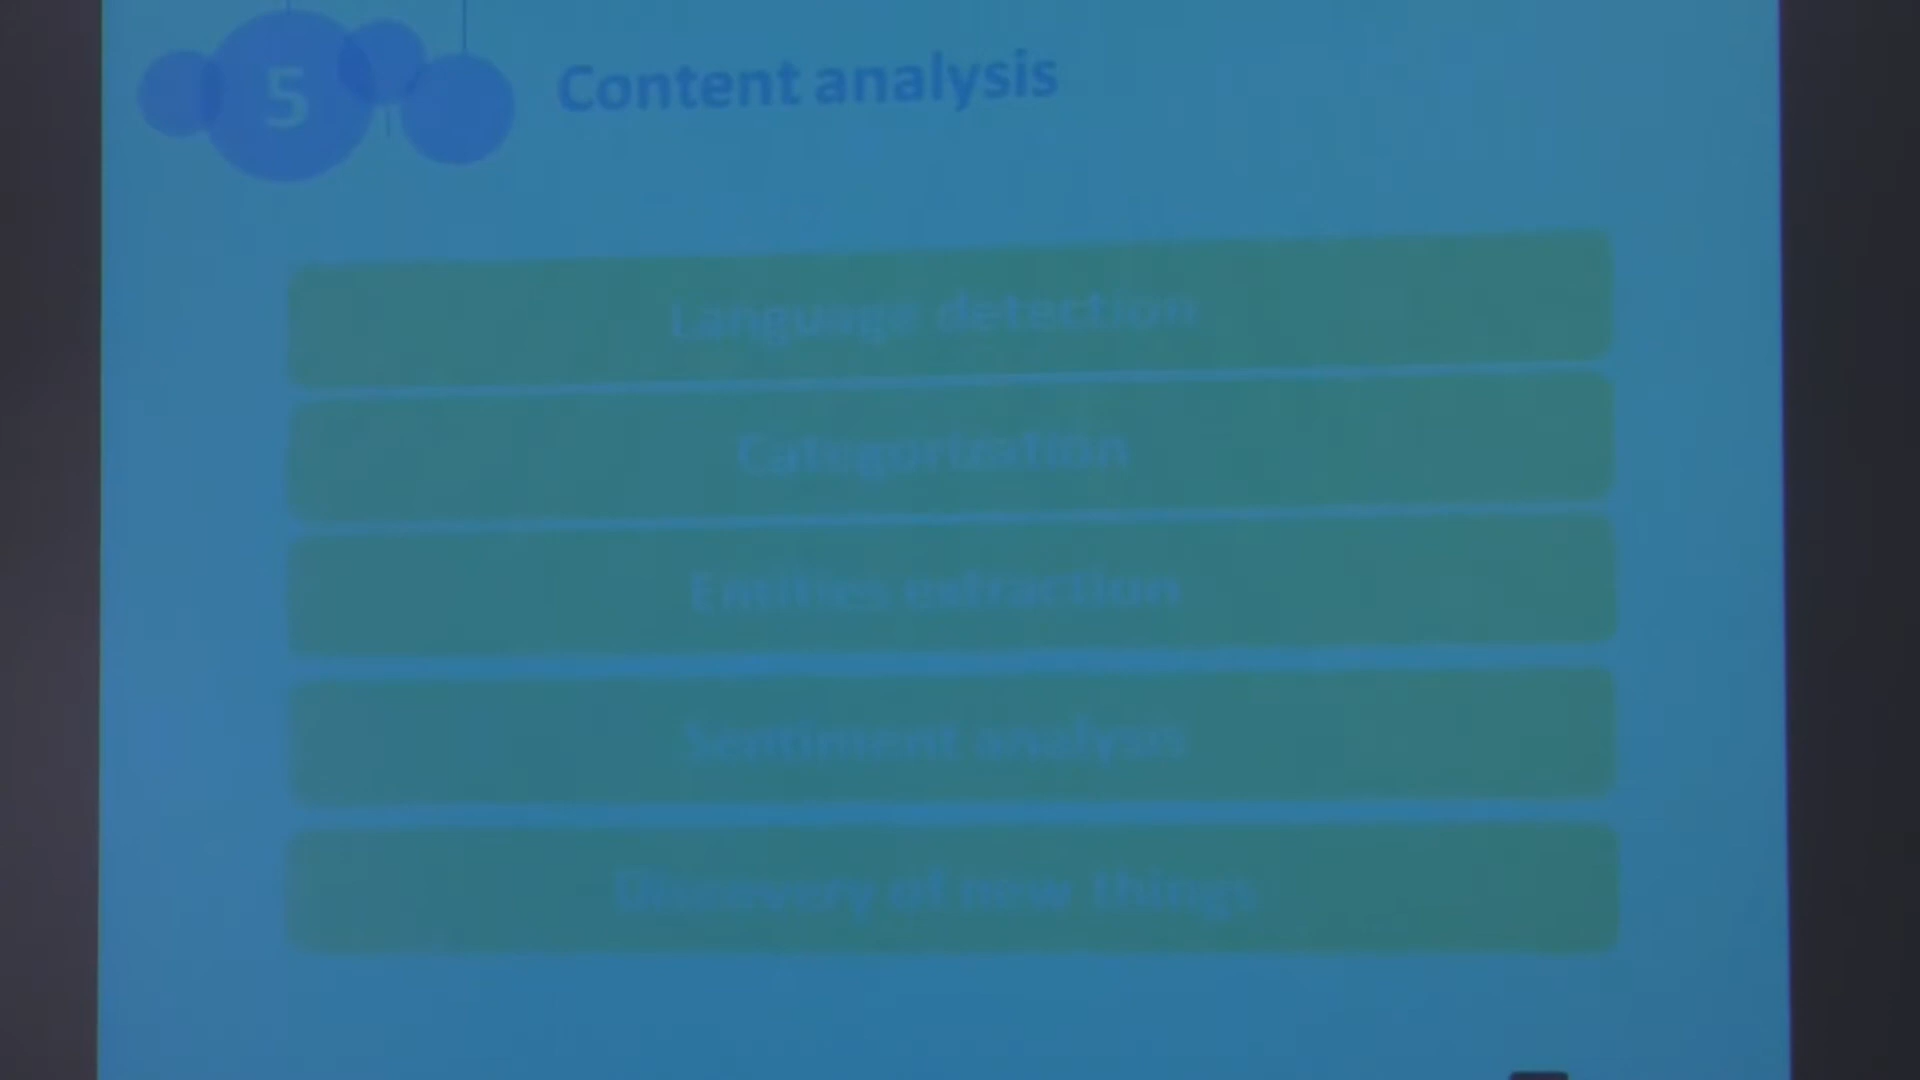 5
Content analysis
Language detection
Categorization
Entities extraction
Sentiment analysis
Discovery of new things